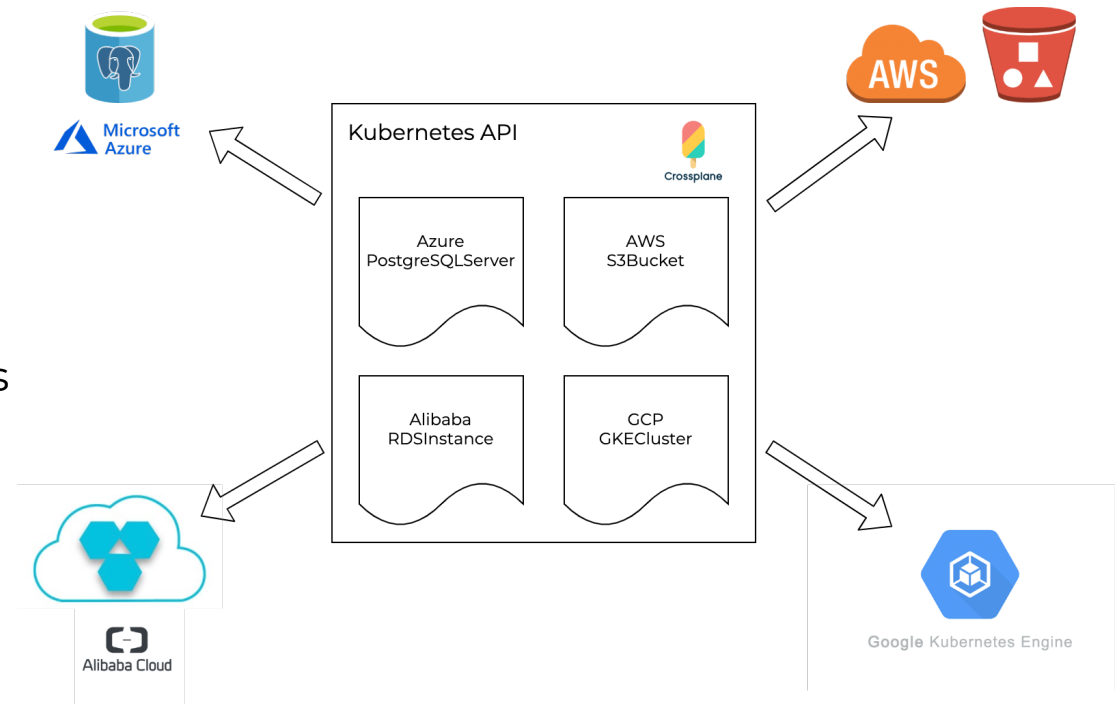 Microsoft
Azure
AWS
Kubernetes API
Crossplane
Azure
PostgreSQLServer
AWS
S3Bucket
s
Alibaba
RDSInstance
GCP
GKECluster
Alibaba Cloud
Google Kubernetes Engine